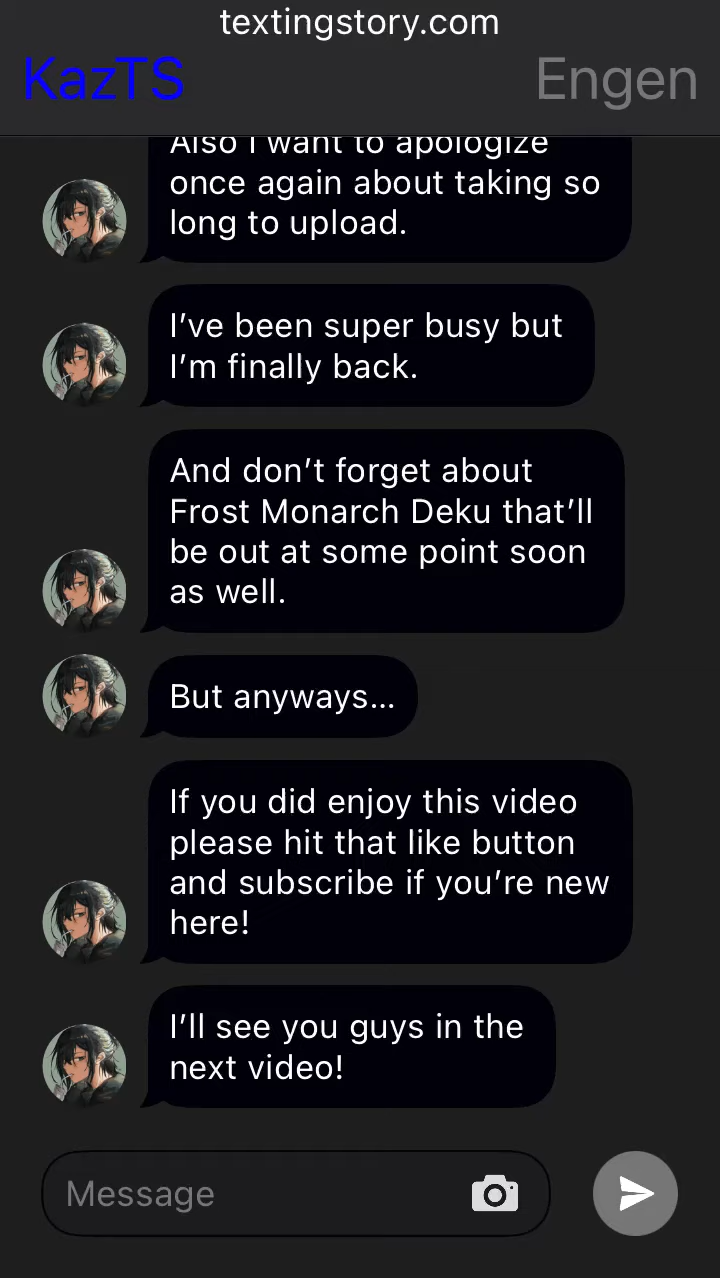 textingstory.com
KazTS
Engen
Also I want to apologize
once again about taking so
long to upload.
I’ve been super busy but
I’m finally back.
And don’t forget about
Frost Monarch Deku that’ll
be out at some point soon
as well.
But anyways...
If you did enjoy this video
please hit that like button
and subscribe if you’re new
here!
I’ll see you guys in the
next video!
Message